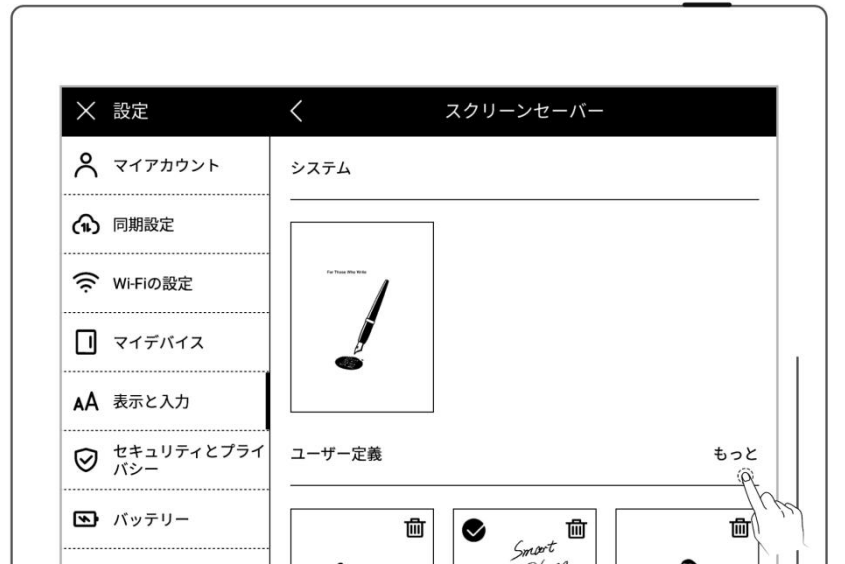 設定
スクリーンセーバー
マイアカウント
同期設定
Wi-Fiの設定
マイデバイス
AA 表示と入力
セキュリティとプライ
バシー
バッテリー
システム
For Those Who Write
ユーザー定義
もっと
Smart